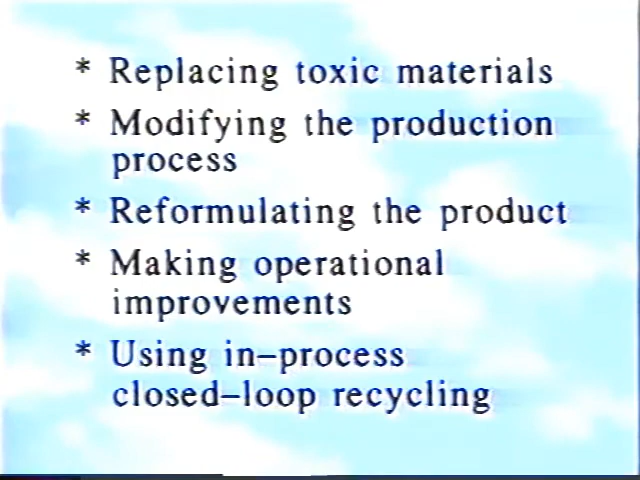 * Replacing toxic materials
* Modifying the production
process
* Reformulating the product
* Making operational
improvements
* Using in–process
closed–loop recycling